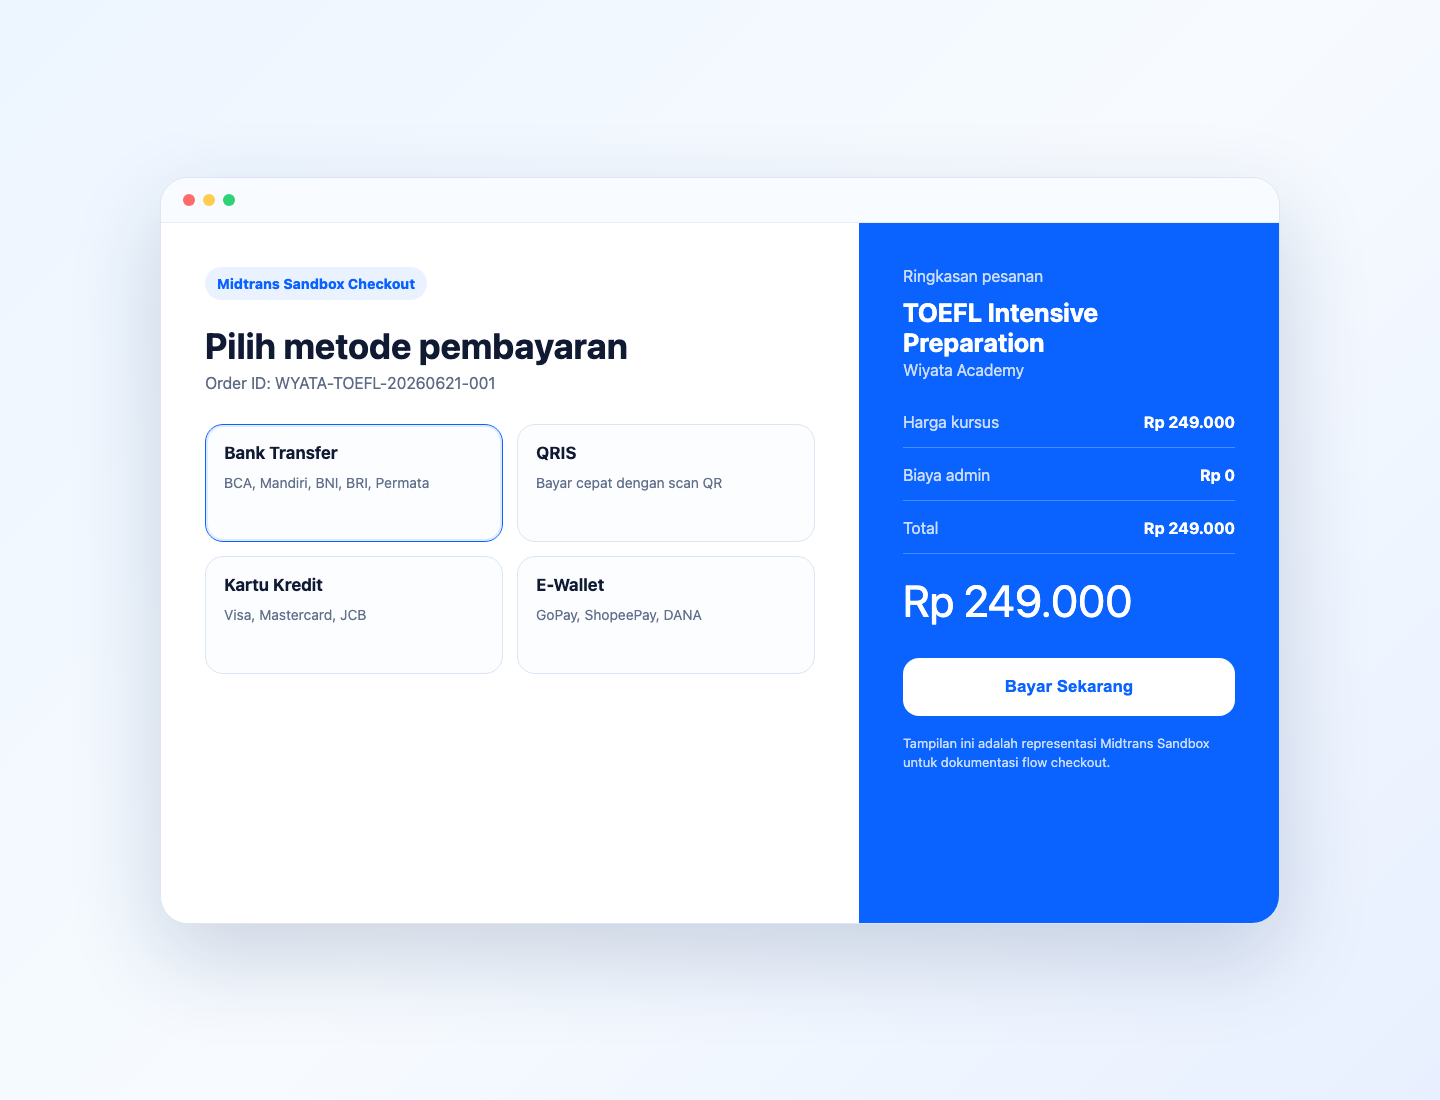 Midtrans Sandbox Checkout
Pilih metode pembayaran
Order ID: WYATA-TOEFL-20260621-001
Bank Transfer
BCA, Mandiri, BNI, BRI, Permata
QRIS
Bayar cepat dengan scan QR
Kartu Kredit
Visa, Mastercard, JCB
E-Wallet
GoPay, ShopeePay, DANA
Ringkasan pesanan
TOEFL Intensive
Preparation
Wiyata Academy
Harga kursus Rp 249.000
Biaya admin Rp 0
Total Rp 249.000
Rp 249.000
Bayar Sekarang
Tampilan ini adalah representasi Midtrans Sandbox
untuk dokumentasi flow checkout.